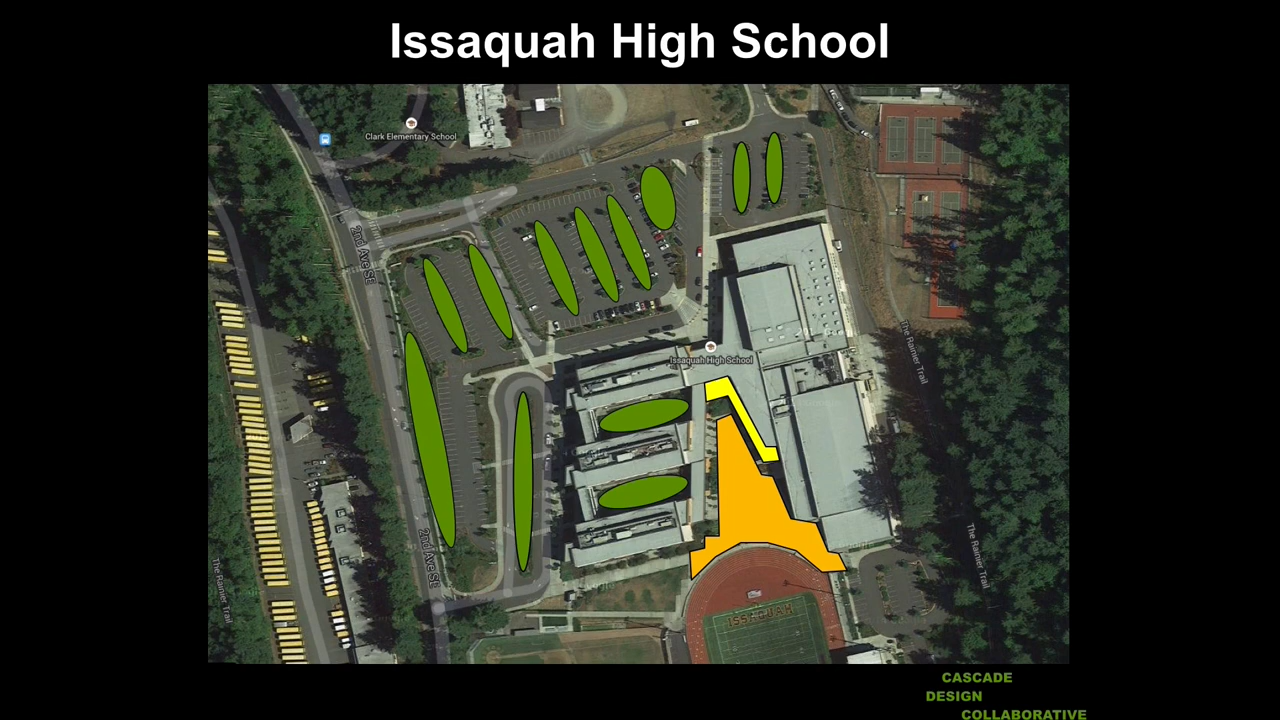 Issaquah High School
Clark Elementary School
2nd Ave SE
The Rainier Trail
Issaquah High School
2nd Ave SE
The Rainier Trail
The Rainier Trail
ISSAQUAH
CASCADE
DESIGN
COLLABORATIVE